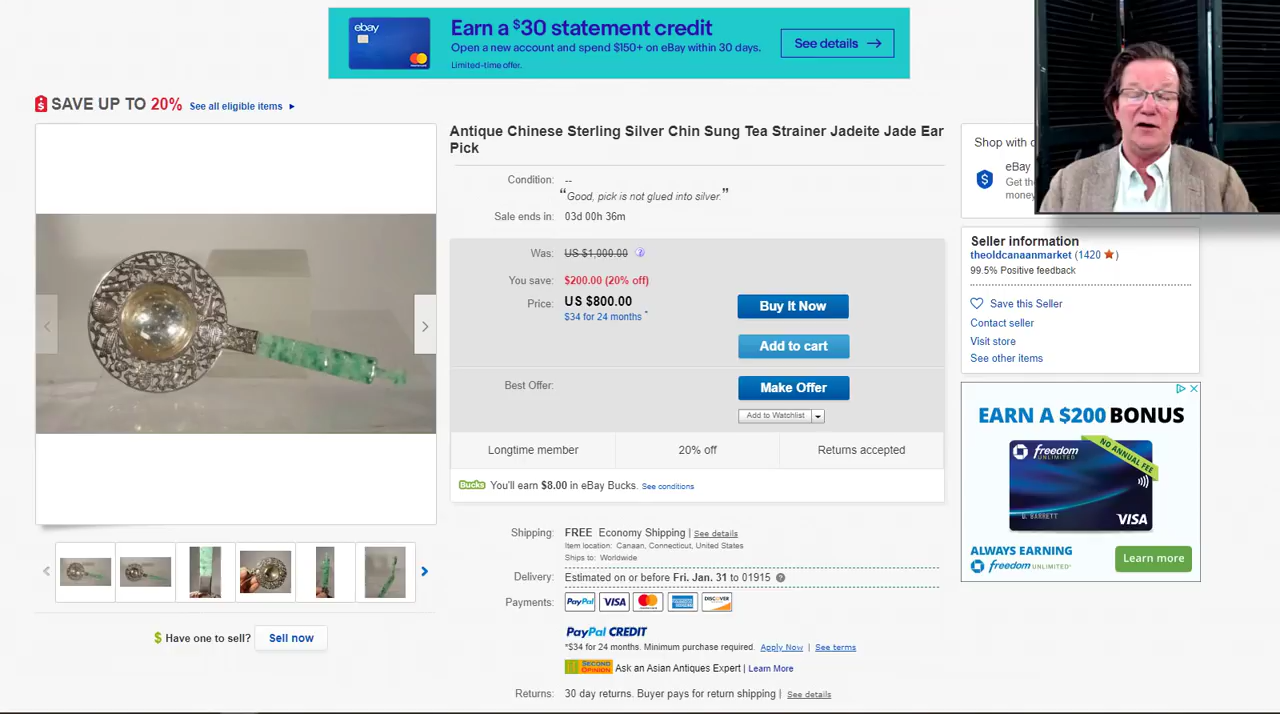 ebay
Earn a $30 statement credit
Open a new account and spend $150+ on eBay within 30 days.
Limited-time offer.
See details
SAVE UP TO 20% See all eligible items
Antique Chinese Sterling Silver Chin Sung Tea Strainer Jadeite Jade Ear
Pick
Condition: --
“Good, pick is not glued into silver.”
Sale ends in: 03d 00h 36m
Was: US $1,000.00
You save: $200.00 (20% off)
Price: US $800.00
$34 for 24 months *
Buy It Now
Add to cart
Best Offer:
Make Offer
Add to Watchlist
Longtime member 20% off Returns accepted
Bucks You'll earn $8.00 in eBay Bucks. See conditions
Shipping: FREE Economy Shipping | See details
Item location: Canaan, Connecticut, United States
Ships to: Worldwide
Delivery: Estimated on or before Fri. Jan. 31 to 01915
Payments: PayPal VISA DISCOVER
PayPal CREDIT
*$34 for 24 months. Minimum purchase required. Apply Now | See terms
SECOND OPINION Ask an Asian Antiques Expert | Learn More
Returns: 30 day returns. Buyer pays for return shipping | See details
$ Have one to sell? Sell now
Shop with
eBay
Get th
money
Seller information
theoldcanaanmarket (1420 )
99.5% Positive feedback
Save this Seller
Contact seller
Visit store
See other items
EARN A $200 BONUS
freedom
UNLIMITED
NO ANNUAL FEE
D. BARRETT
VISA
ALWAYS EARNING
freedom UNLIMITED
Learn more